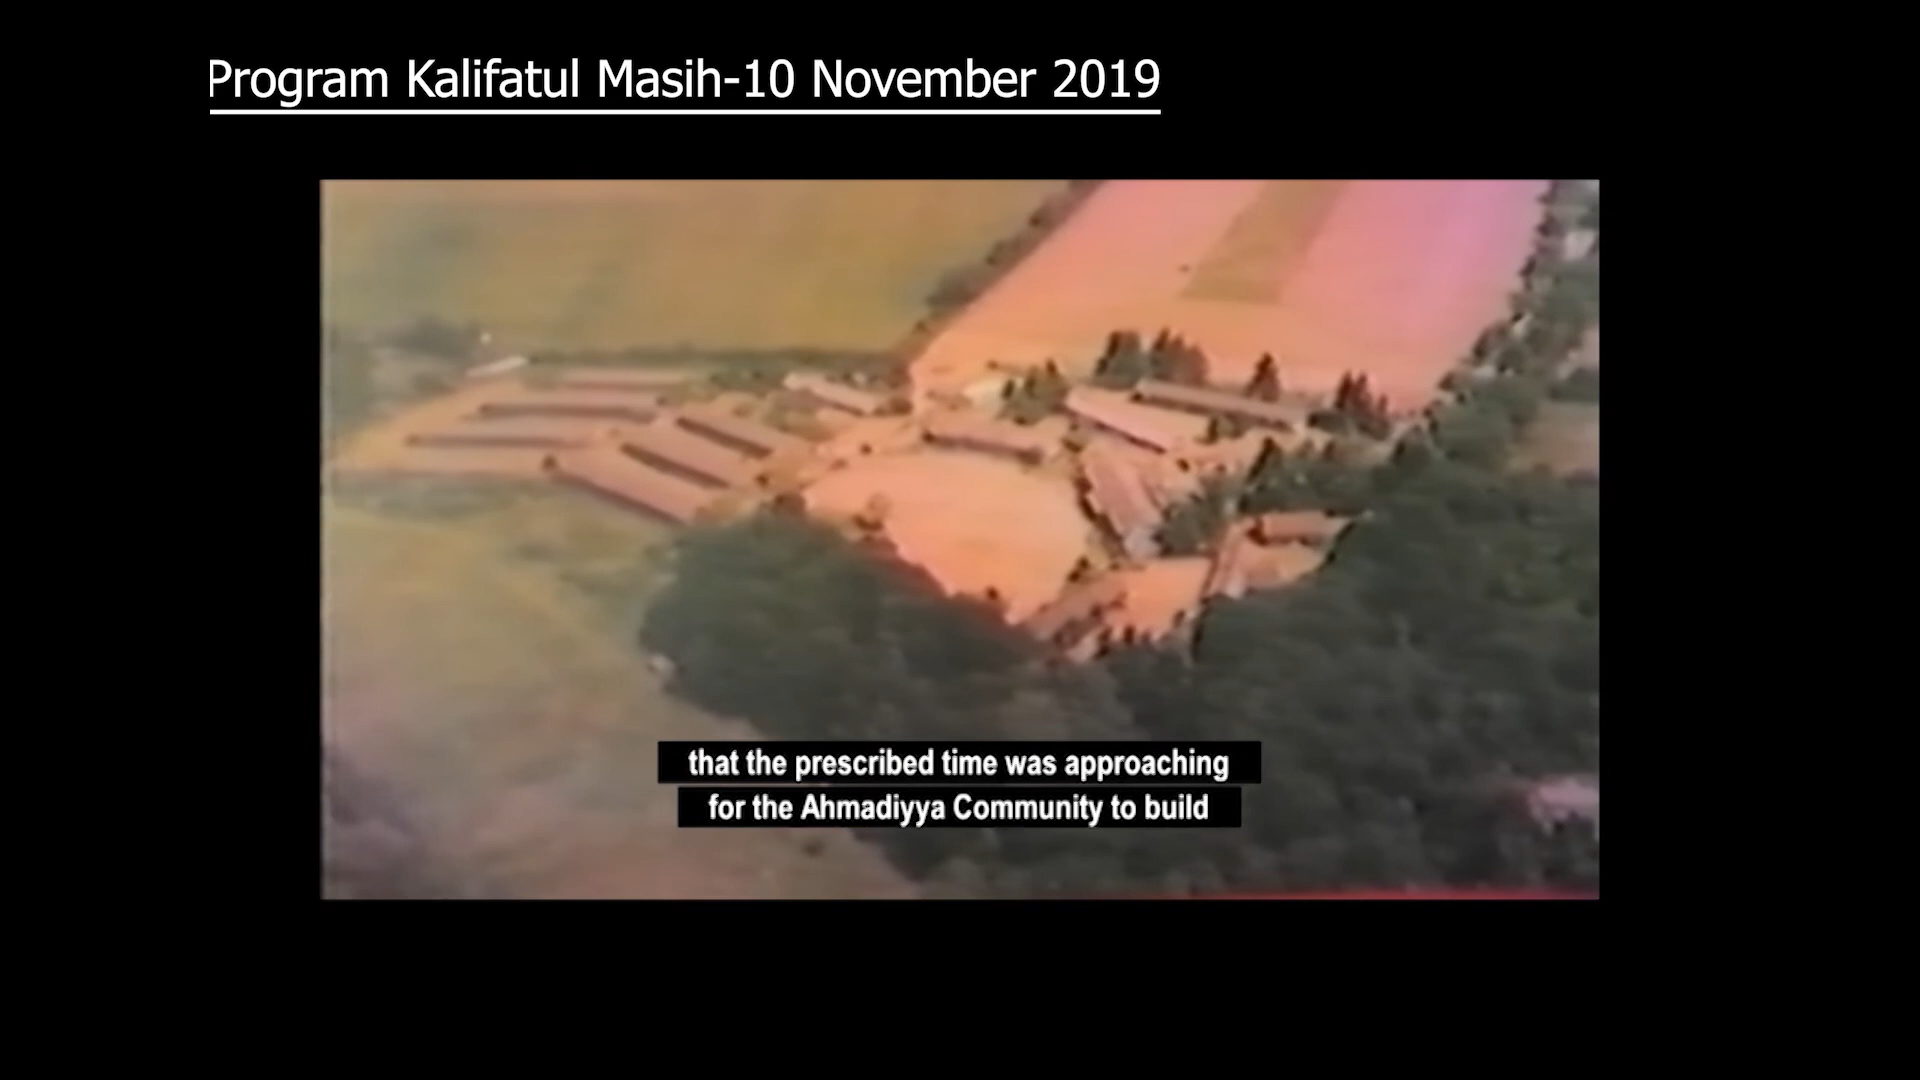 Program Kalifatul Masih-10 November 2019
that the prescribed time was approaching
for the Ahmadiyya Community to build